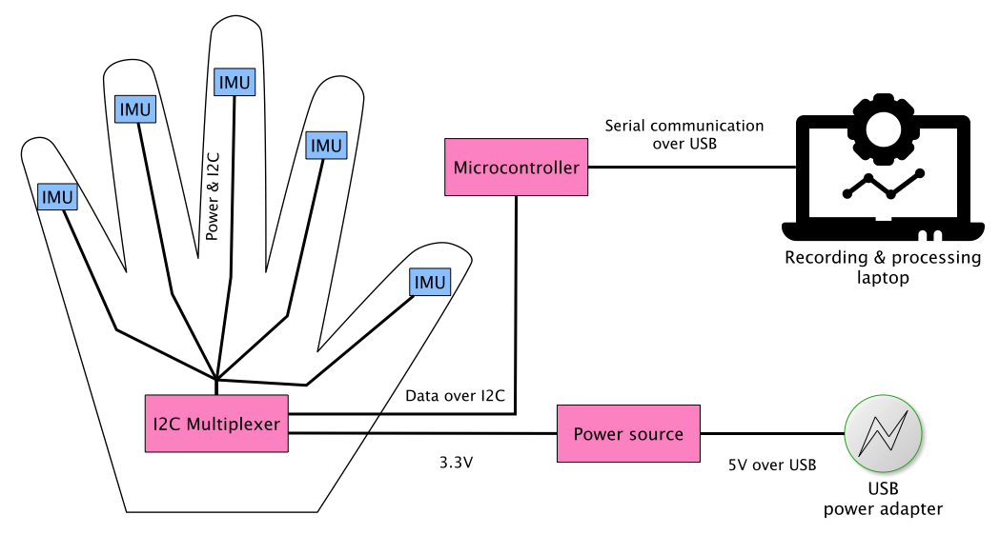 IMU
IMU
IMU
IMU
IMU
Power & I2C
I2C Multiplexer
Data over I2C
3.3V
Microcontroller
Serial communication
over USB
Recording & processing
laptop
Power source
5V over USB
USB
power adapter